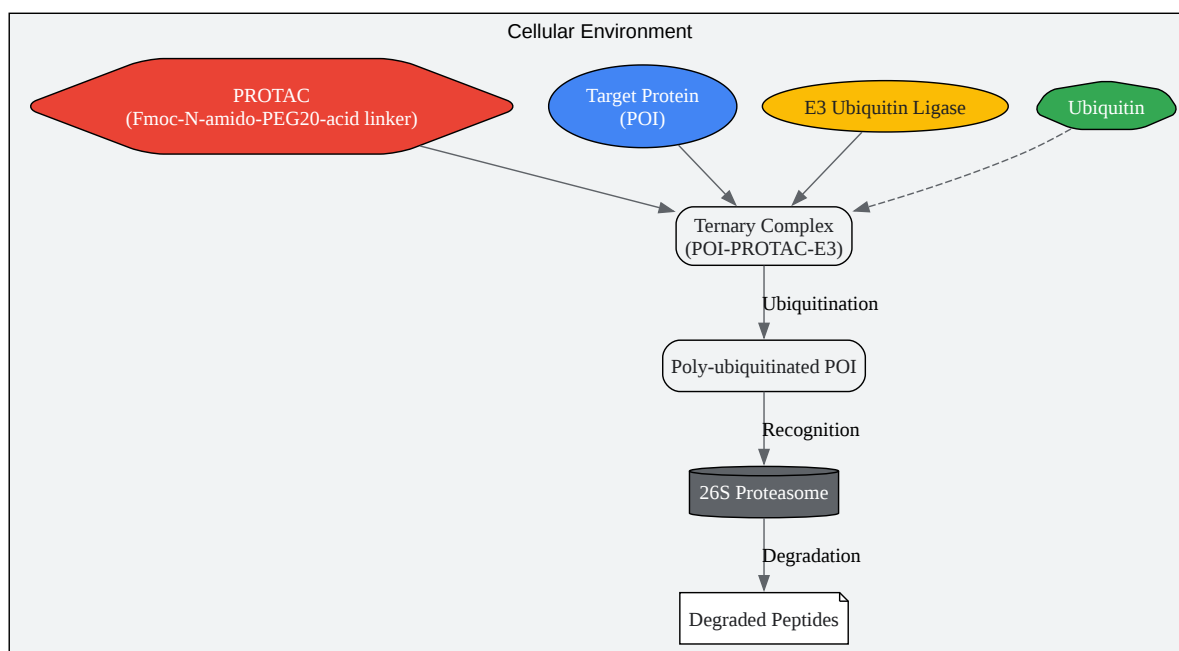 Cellular Environment
PROTAC
(Fmoc-N-amido-PEG20-acid linker)
Target Protein
(POI)
E3 Ubiquitin Ligase
Ubiquitin
Ternary Complex
(POI-PROTAC-E3)
Ubiquitination
Poly-ubiquitinated POI
Recognition
26S Proteasome
Degradation
Degraded Peptides